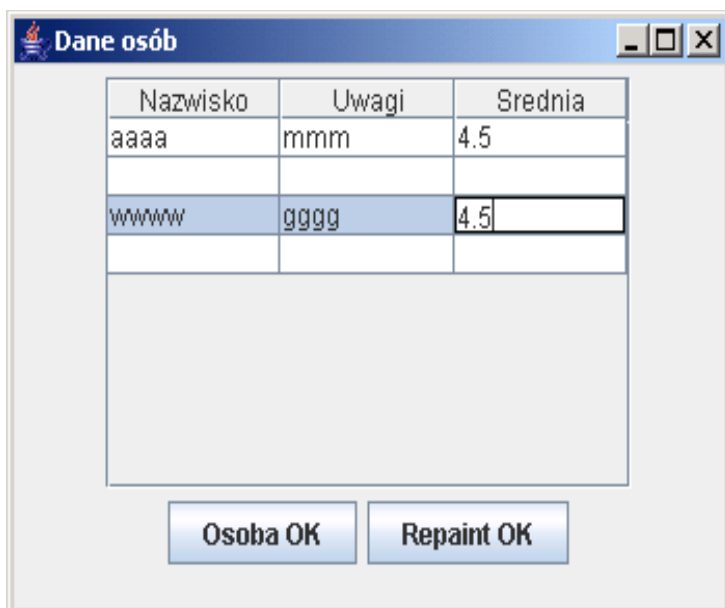 Dane osób
Nazwisko Uwagi Srednia
aaaa mmm 4.5
wwww gggg 4.5
Osoba OK Repaint OK